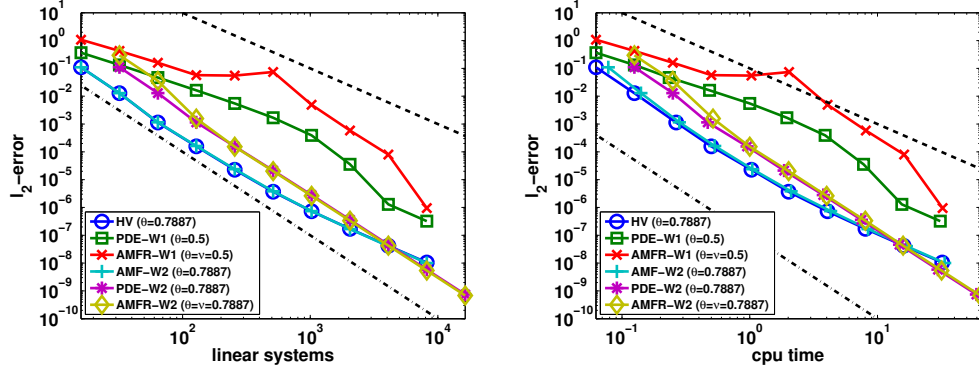 10^1
10^0
10^-1
10^-2
10^-3
10^-4
10^-5
10^-6
10^-7
10^-8
10^-9
10^-10
l_2-error
HV (θ=0.7887)
PDE-W1 (θ=0.5)
AMFR-W1 (θ=ν=0.5)
AMF-W2 (θ=0.7887)
PDE-W2 (θ=0.7887)
AMFR-W2 (θ=ν=0.7887)
10^2
10^3
10^4
linear systems
10^1
10^0
10^-1
10^-2
10^-3
10^-4
10^-5
10^-6
10^-7
10^-8
10^-9
10^-10
l_2-error
HV (θ=0.7887)
PDE-W1 (θ=0.5)
AMFR-W1 (θ=ν=0.5)
AMF-W2 (θ=0.7887)
PDE-W2 (θ=0.7887)
AMFR-W2 (θ=ν=0.7887)
10^-1
10^0
10^1
cpu time